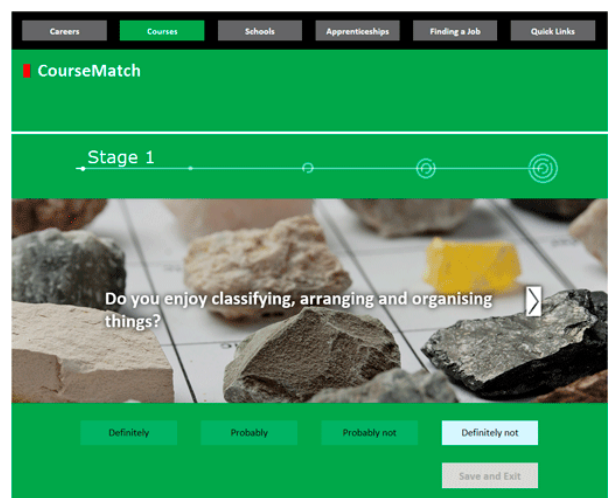 Careers Courses Schools Apprenticeships Finding a Job Quick Links
CourseMatch
Stage 1
Do you enjoy classifying, arranging and organising
things?
Definitely Probably Probably not Definitely not
Save and Exit